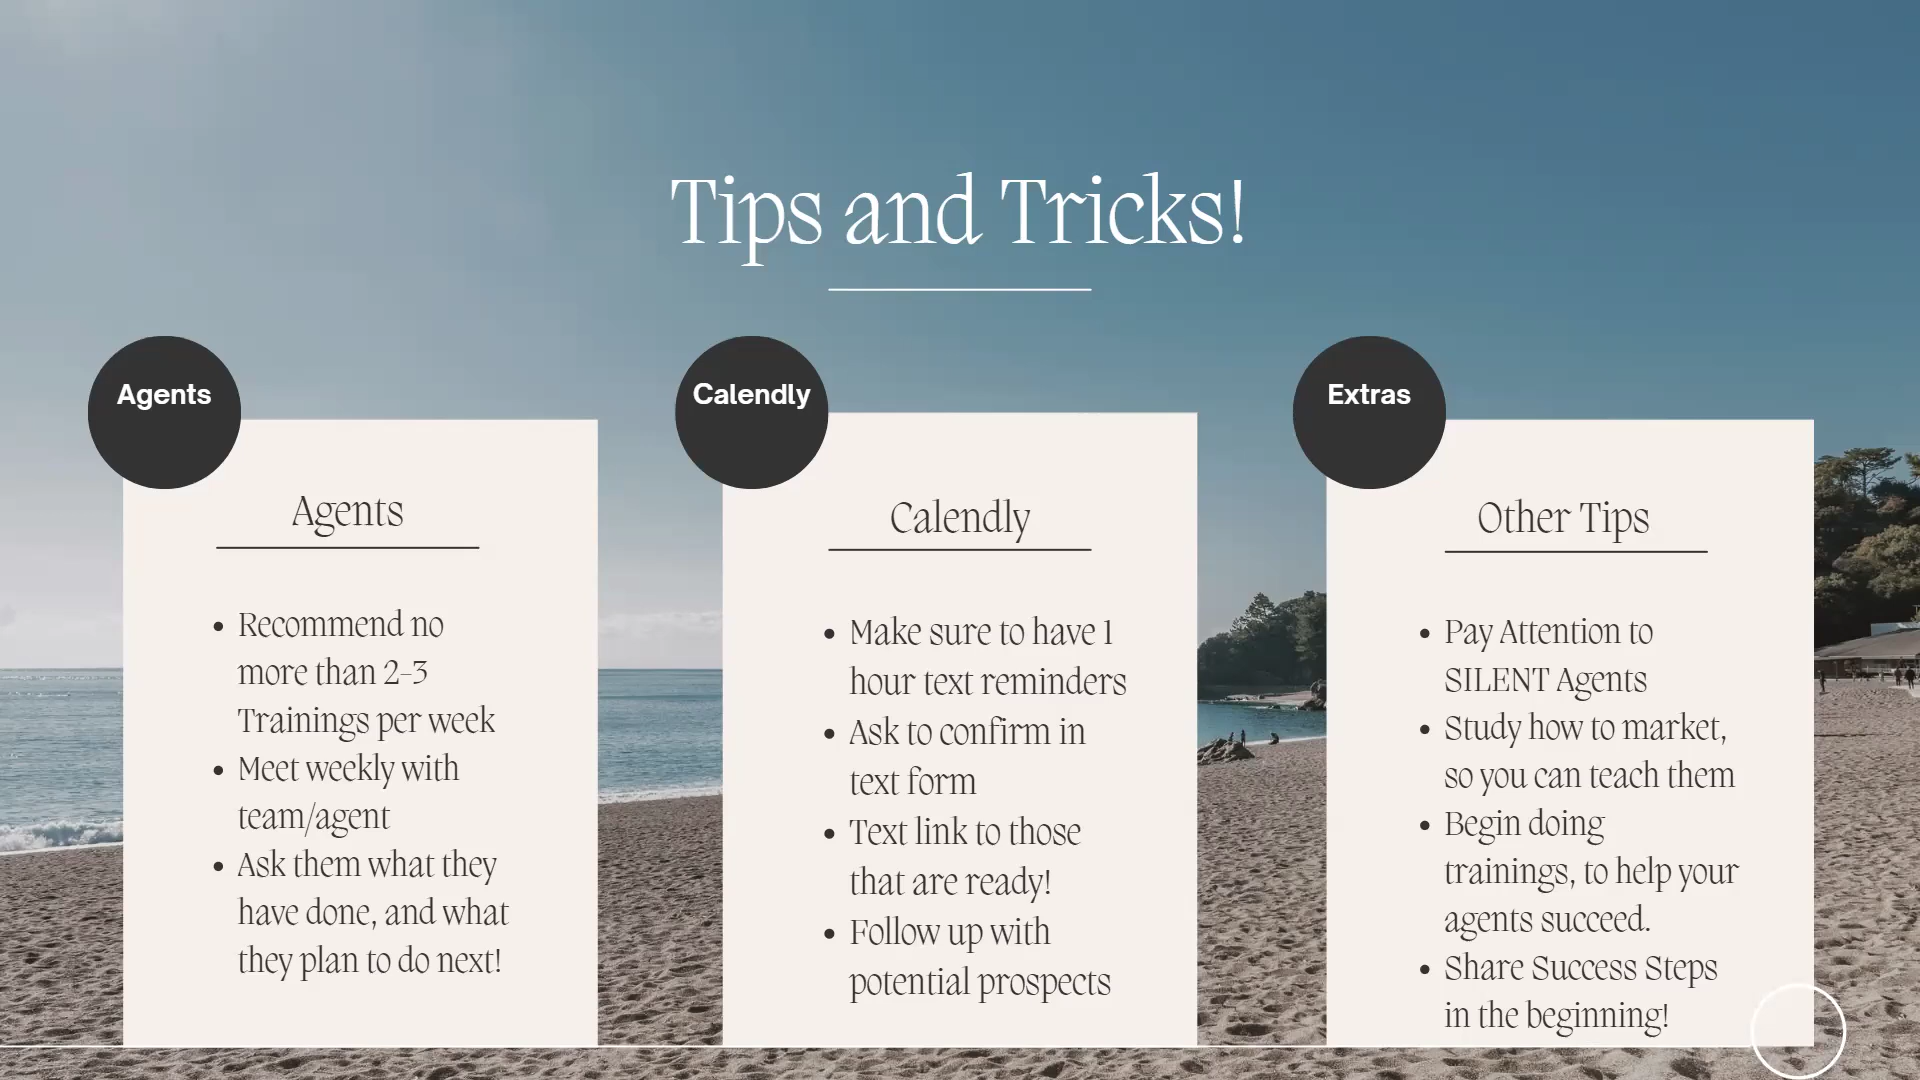 Tips and Tricks!
Agents
Agents
• Recommend no
more than 2-3
Trainings per week
• Meet weekly with
team/agent
• Ask them what they
have done, and what
they plan to do next!
Calendly
Calendly
• Make sure to have 1
hour text reminders
• Ask to confirm in
text form
• Text link to those
that are ready!
• Follow up with
potential prospects
Extras
Other Tips
• Pay Attention to
SILENT Agents
• Study how to market,
so you can teach them
• Begin doing
trainings, to help your
agents succeed.
• Share Success Steps
in the beginning!